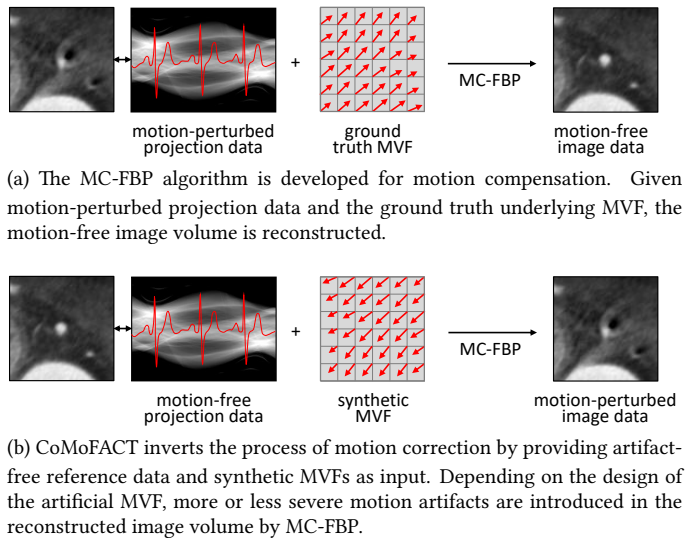 +
MC-FBP
motion-perturbed
projection data
ground
truth MVF
motion-free
image data
(a) The MC-FBP algorithm is developed for motion compensation. Given
motion-perturbed projection data and the ground truth underlying MVF, the
motion-free image volume is reconstructed.
+
MC-FBP
motion-free
projection data
synthetic
MVF
motion-perturbed
image data
(b) CoMoFACT inverts the process of motion correction by providing artifact-
free reference data and synthetic MVFs as input. Depending on the design of
the artificial MVF, more or less severe motion artifacts are introduced in the
reconstructed image volume by MC-FBP.